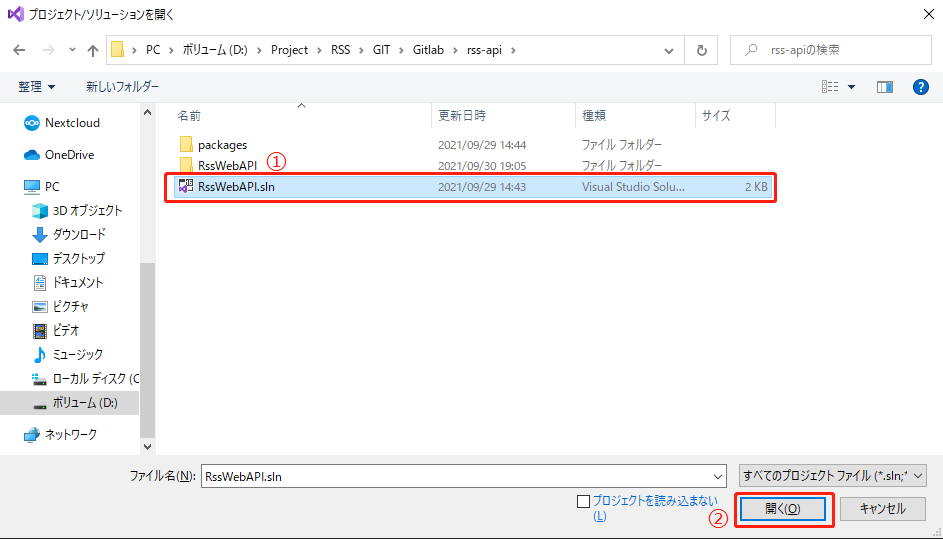 プロジェクト/ソリューションを開く
PC
ボリューム (D:)
Project
RSS
GIT
Gitlab
rss-api
rss-apiの検索
整理
新しいフォルダー
名前
更新日時
種類
サイズ
packages
2021/09/29 14:44
ファイル フォルダー
RssWebAPI
①
2021/09/30 19:05
ファイル フォルダー
RssWebAPI.sln
2021/09/29 14:43
Visual Studio Solu...
2 KB
Nextcloud
OneDrive
PC
3D オブジェクト
ダウンロード
デスクトップ
ドキュメント
ピクチャ
ビデオ
ミュージック
ローカル ディスク (C
ボリューム (D:)
ネットワーク
ファイル名(N):
RssWebAPI.sln
すべてのプロジェクト ファイル (*.sln;*
プロジェクトを読み込まない
(L)
②
開く(O)
キャンセル